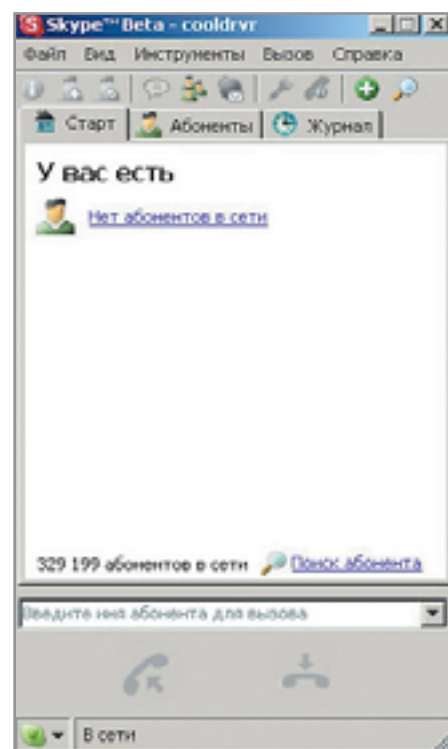 Skype™ Beta - cooldrvr
Файл Вид Инструменты Вызов Справка
Старт Абоненты Журнал
У вас есть
Нет абонентов в сети
329 199 абонентов в сети Поиск абонента
Введите имя абонента для вызова
В сети